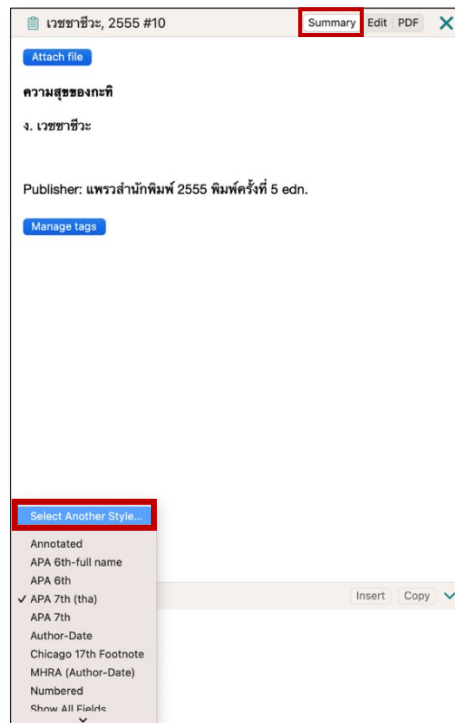 เวชชาชีวะ, 2555 #10 Summary Edit PDF
Attach file
ความสุขของกะทิ
ง. เวชชาชีวะ
Publisher: แพรวสำนักพิมพ์ 2555 พิมพ์ครั้งที่ 5 edn.
Manage tags
Select Another Style...
Annotated
APA 6th-full name
APA 6th
✓ APA 7th (tha) Insert Copy
APA 7th
Author-Date
Chicago 17th Footnote
MHRA (Author-Date)
Numbered
Show All Fields